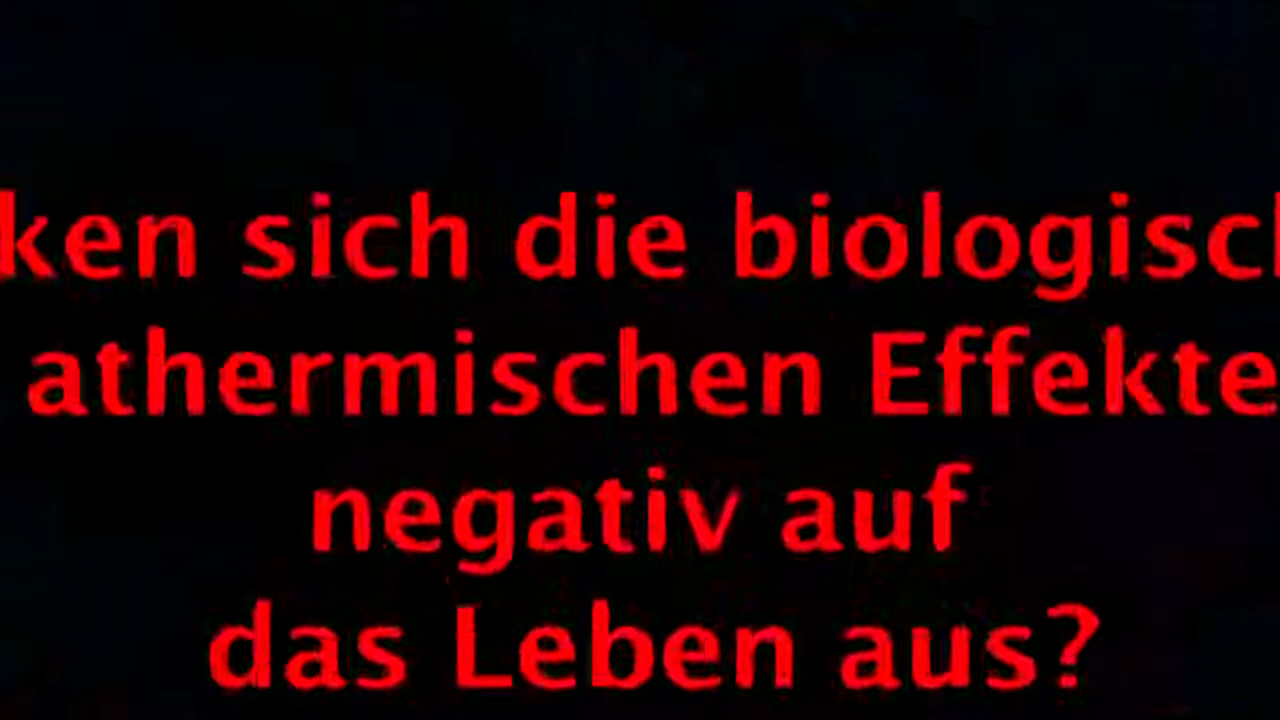 ken sich die biologisch
athermischen Effekte
negativ auf
das Leben aus?